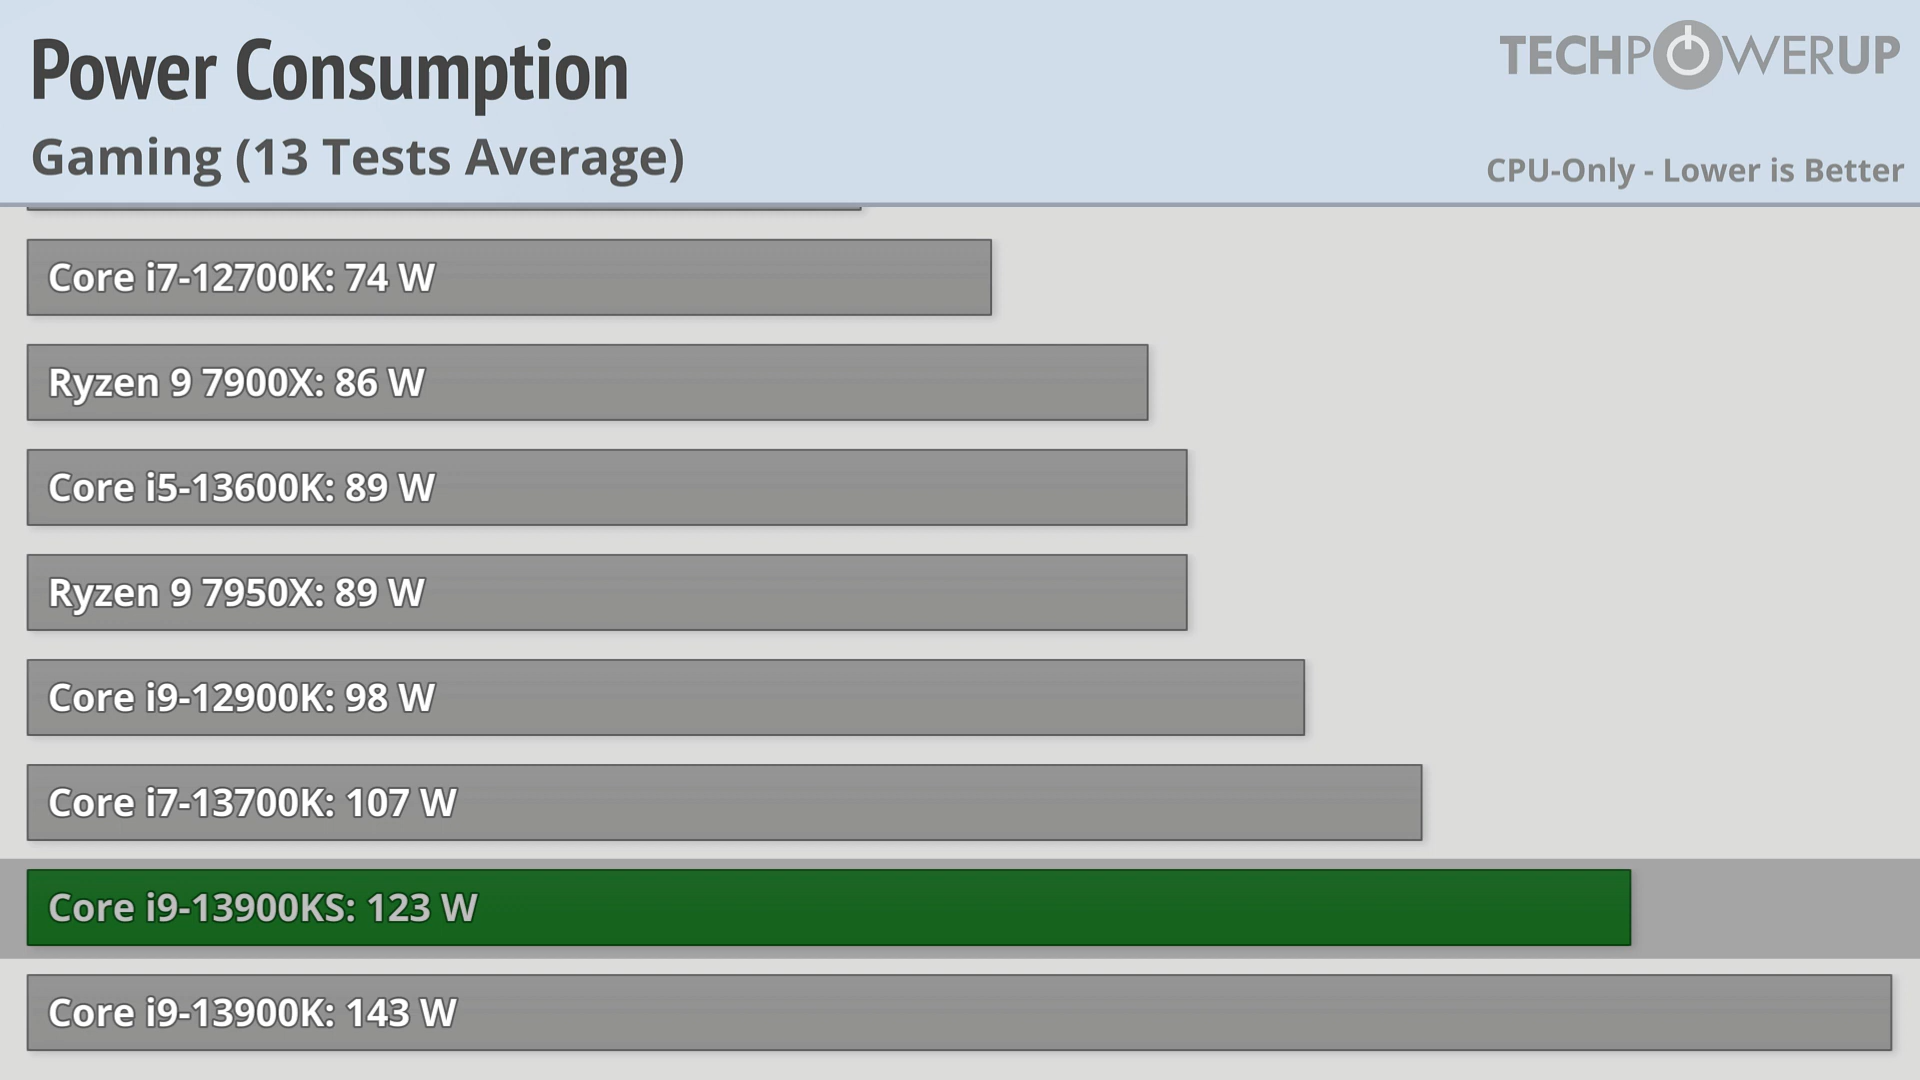 Power Consumption
TECHPOWERUP
Gaming (13 Tests Average)
CPU-Only - Lower is Better
Core i7-12700K: 74 W
Ryzen 9 7900X: 86 W
Core i5-13600K: 89 W
Ryzen 9 7950X: 89 W
Core i9-12900K: 98 W
Core i7-13700K: 107 W
Core i9-13900KS: 123 W
Core i9-13900K: 143 W